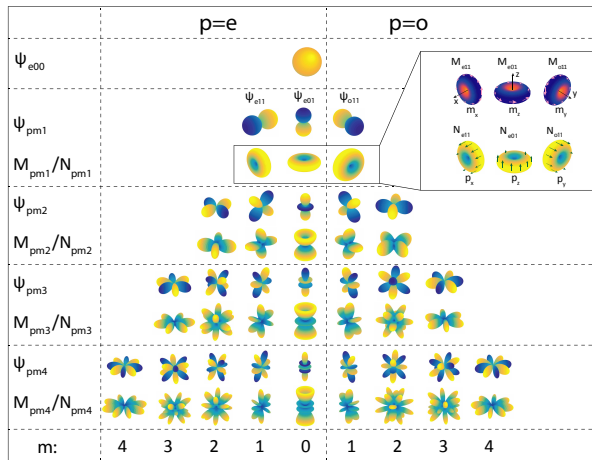 p=e p=o
ψe00
Me11 Me01 Mo11
z
x y
mx mz my
ψe11 ψe01 ψo11
ψpm1
Ne11 Ne01 No11
Mpm1/Npm1
px pz py
ψpm2
Mpm2/Npm2
ψpm3
Mpm3/Npm3
ψpm4
Mpm4/Npm4
m: 4 3 2 1 0 1 2 3 4